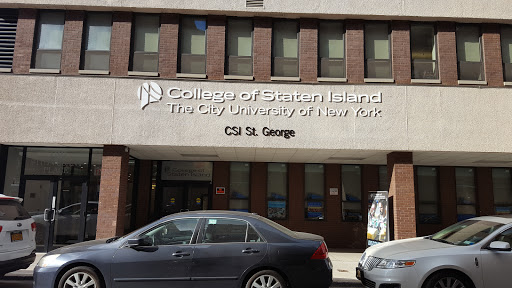 College of Staten Island
The City University of New York
CSI St. George